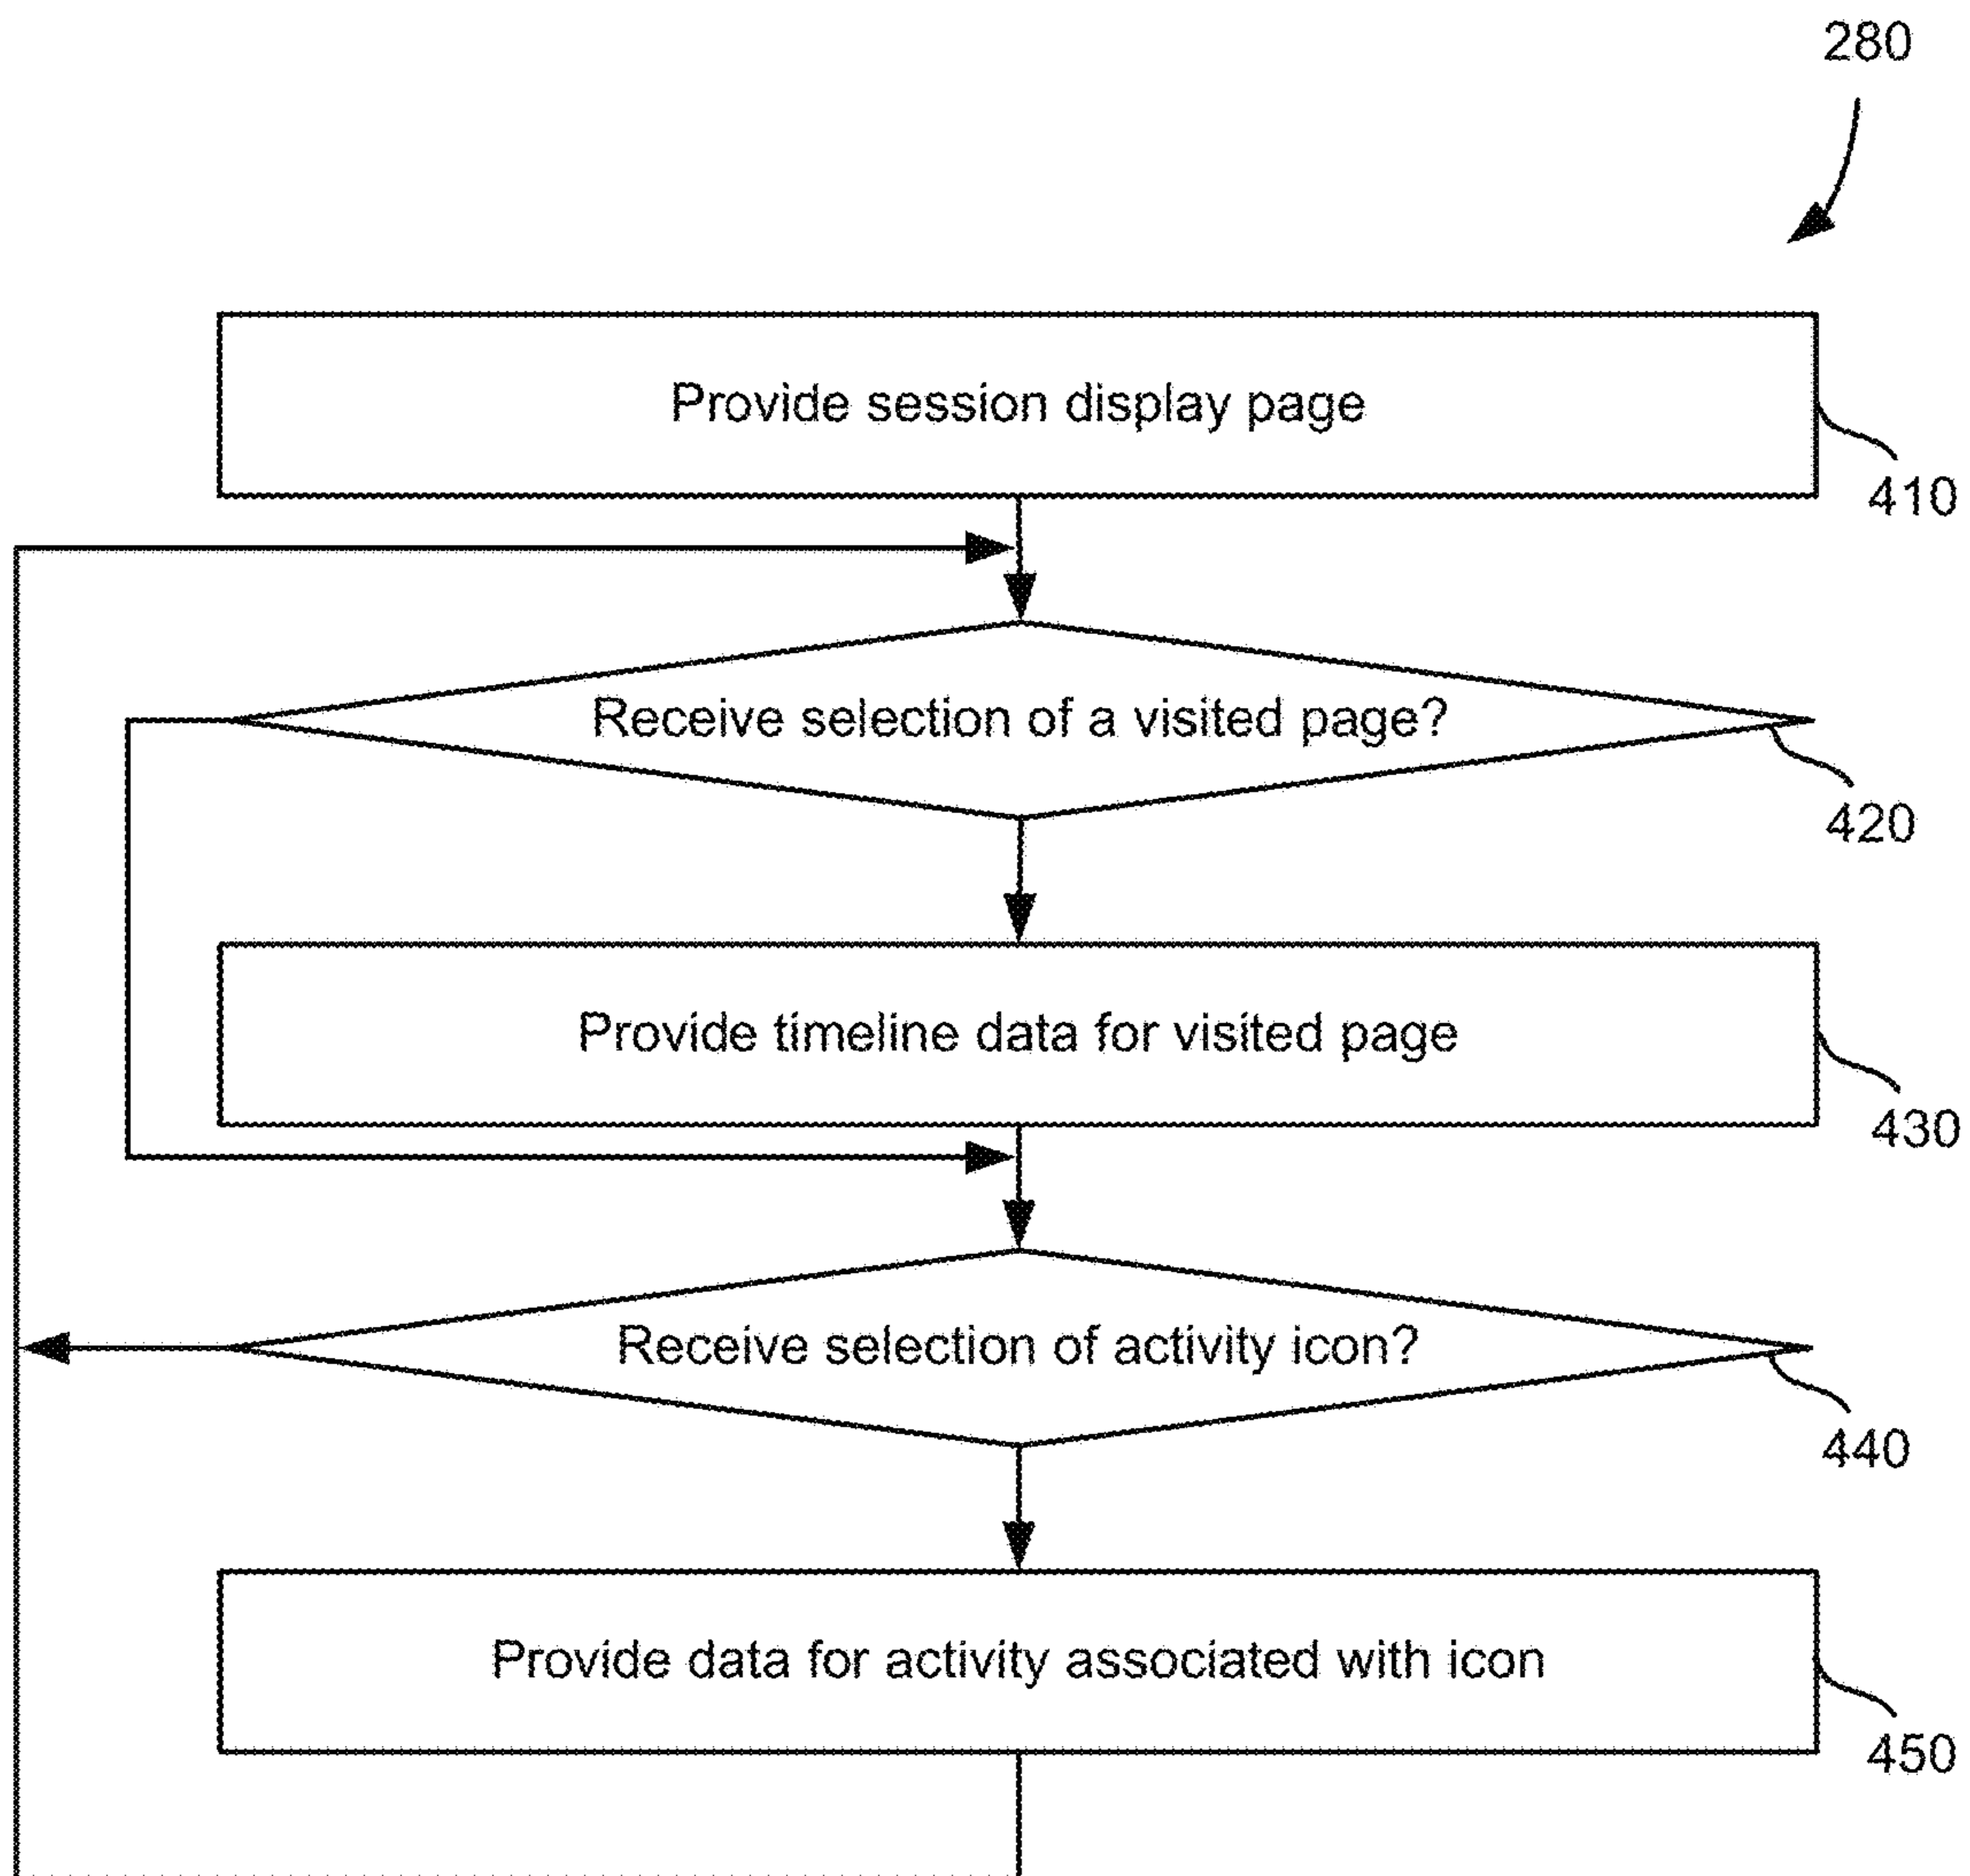 280
Provide session display page
410
Receive selection of a visited page?
420
Provide timeline data for visited page
430
Receive selection of activity icon?
440
Provide data for activity associated with icon
450